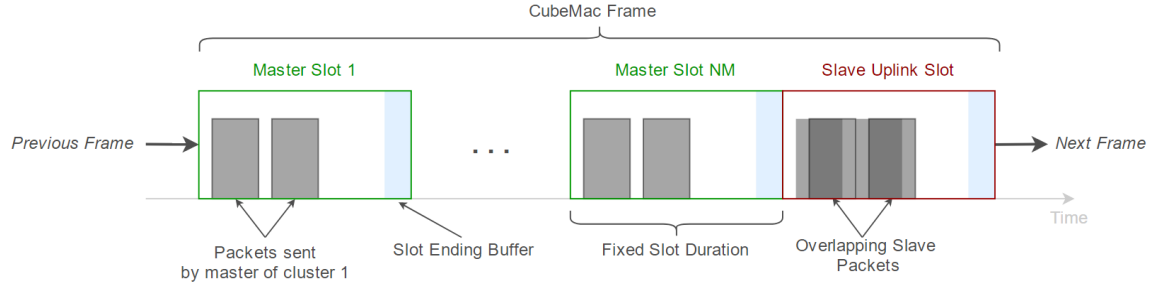 CubeMac Frame
Master Slot 1
Master Slot NM
Slave Uplink Slot
Previous Frame
. . .
Next Frame
Time
Packets sent
by master of cluster 1
Slot Ending Buffer
Fixed Slot Duration
Overlapping Slave
Packets